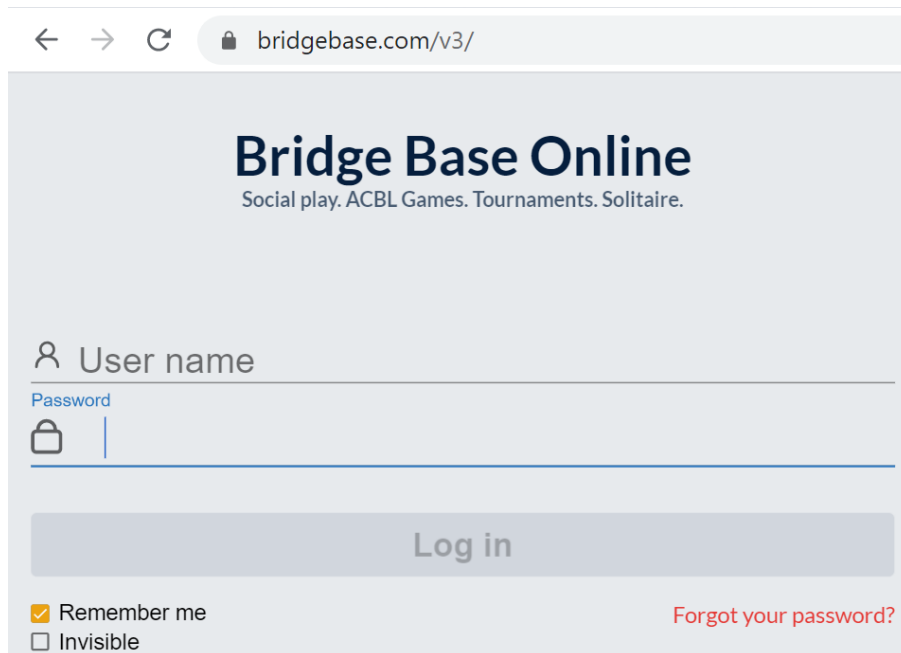 bridgebase.com/v3/
Bridge Base Online
Social play. ACBL Games. Tournaments. Solitaire.
User name
Password
Log in
Remember me
Forgot your password?
Invisible